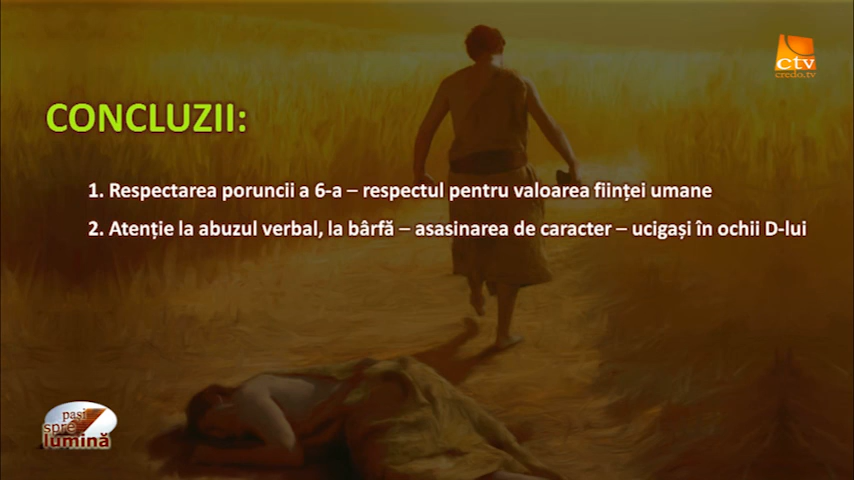 ctv
credo.tv
CONCLUZII:
1. Respectarea poruncii a 6-a – respectul pentru valoarea ființei umane
2. Atenție la abuzul verbal, la bârfă – asasinarea de caracter – ucigași în ochii D-lui
pași
spre
lumină